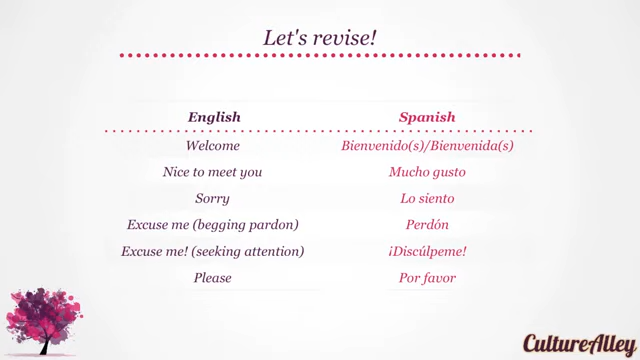 Let's revise!
English Spanish
Welcome Bienvenido(s)/Bienvenida(s)
Nice to meet you Mucho gusto
Sorry Lo siento
Excuse me (begging pardon) Perdón
Excuse me! (seeking attention) ¡Discúlpeme!
Please Por favor
CultureAlley